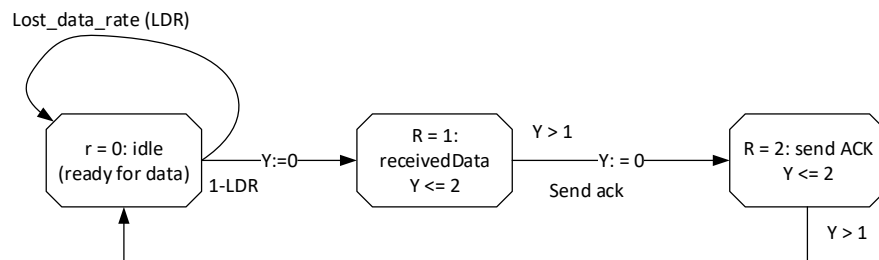 Lost_data_rate (LDR)
r = 0: idle
(ready for data)
Y:=0
1-LDR
R = 1:
receivedData
Y <= 2
Y > 1
Y: = 0
Send ack
R = 2: send ACK
Y <= 2
Y > 1